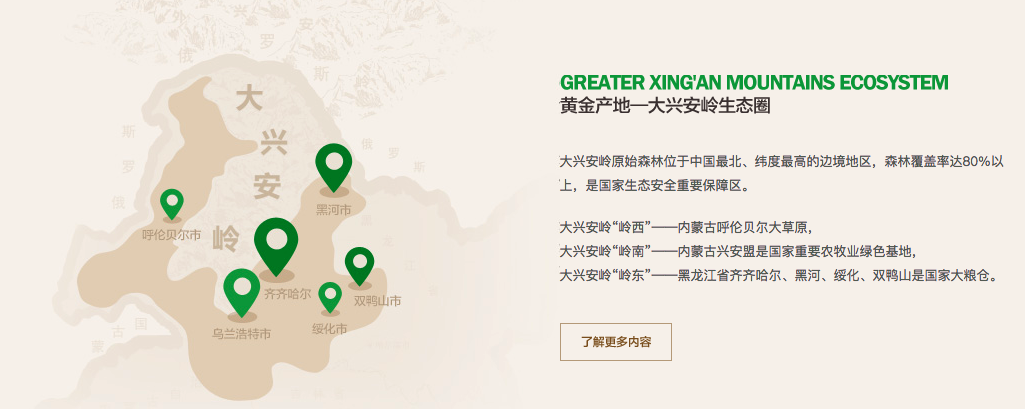 GREATER XING'AN MOUNTAINS ECOSYSTEM
黄金产地—大兴安岭生态圈
大兴安岭原始森林位于中国最北、纬度最高的边境地区，森林覆盖率达80%以
上，是国家生态安全重要保障区。
大兴安岭“岭西”——内蒙古呼伦贝尔大草原，
大兴安岭“岭南”——内蒙古兴安盟是国家重要农牧业绿色基地，
大兴安岭“岭东”——黑龙江省齐齐哈尔、黑河、绥化、双鸭山是国家大粮仓。
了解更多内容
大
兴
安
岭
黑河市
呼伦贝尔市
齐齐哈尔
双鸭山市
乌兰浩特市
绥化市
俄
罗
斯
俄
罗
斯
斯
罗
俄
蒙
古
国